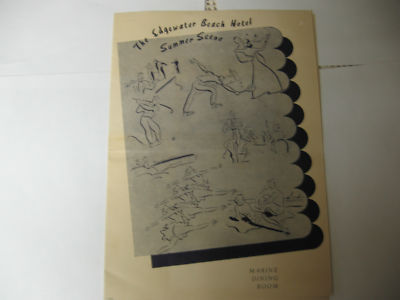 The Edgewater Beach Hotel
Summer Scene
MARINE
DINING
ROOM